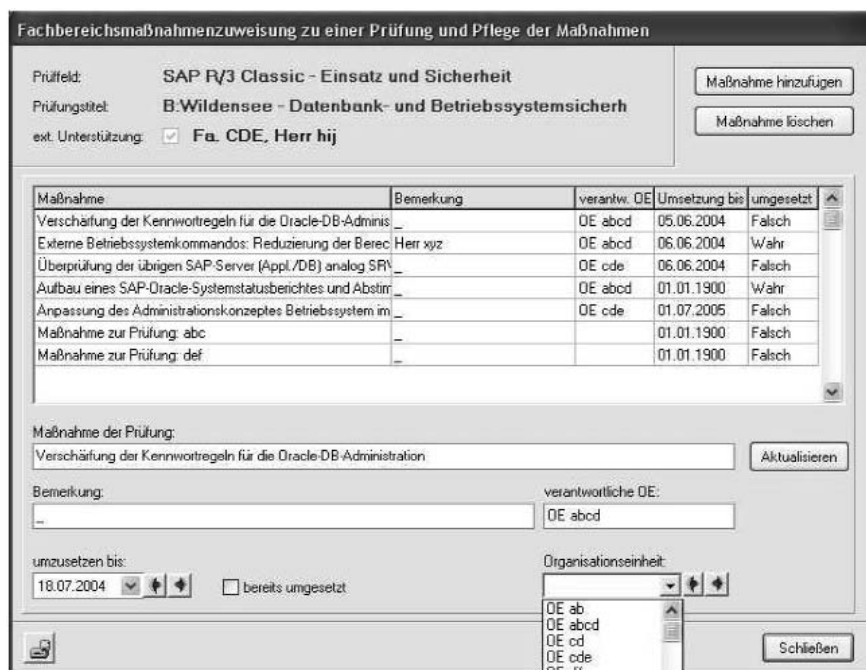 Fachbereichsmaßnahmenzuweisung zu einer Prüfung und Pflege der Maßnahmen
Prüffeld: SAP R/3 Classic - Einsatz und Sicherheit
Prüfungstitel: B:Wildensee - Datenbank- und Betriebssystemsicherh
ext. Unterstützung: Fa. CDE, Herr hij
Maßnahme hinzufügen
Maßnahme löschen
Maßnahme Bemerkung verantw. OE Umsetzung bis umgesetzt
Verschärfung der Kennwortregeln für die Oracle-DB-Adminis _ OE abcd 05.06.2004 Falsch
Externe Betriebssystemkommandos: Reduzierung der Berec Herr xyz OE abcd 06.06.2004 Wahr
Überprüfung der übrigen SAP-Server (Appl./DB) analog SRV _ OE cde 06.06.2004 Falsch
Aufbau eines SAP-Oracle-Systemstatusberichtes und Abstim _ OE abcd 01.01.1900 Wahr
Anpassung des Administrationskonzeptes Betriebssystem im _ OE cde 01.07.2005 Falsch
Maßnahme zur Prüfung: abc _ 01.01.1900 Falsch
Maßnahme zur Prüfung: def _ 01.01.1900 Falsch
Maßnahme der Prüfung:
Verschärfung der Kennwortregeln für die Oracle-DB-Administration
Aktualisieren
Bemerkung: verantwortliche OE:
_ OE abcd
umzusetzen bis: Organisationseinheit:
18.07.2004 bereits umgesetzt
OE ab
OE abcd
OE cd
OE cde
Schließen